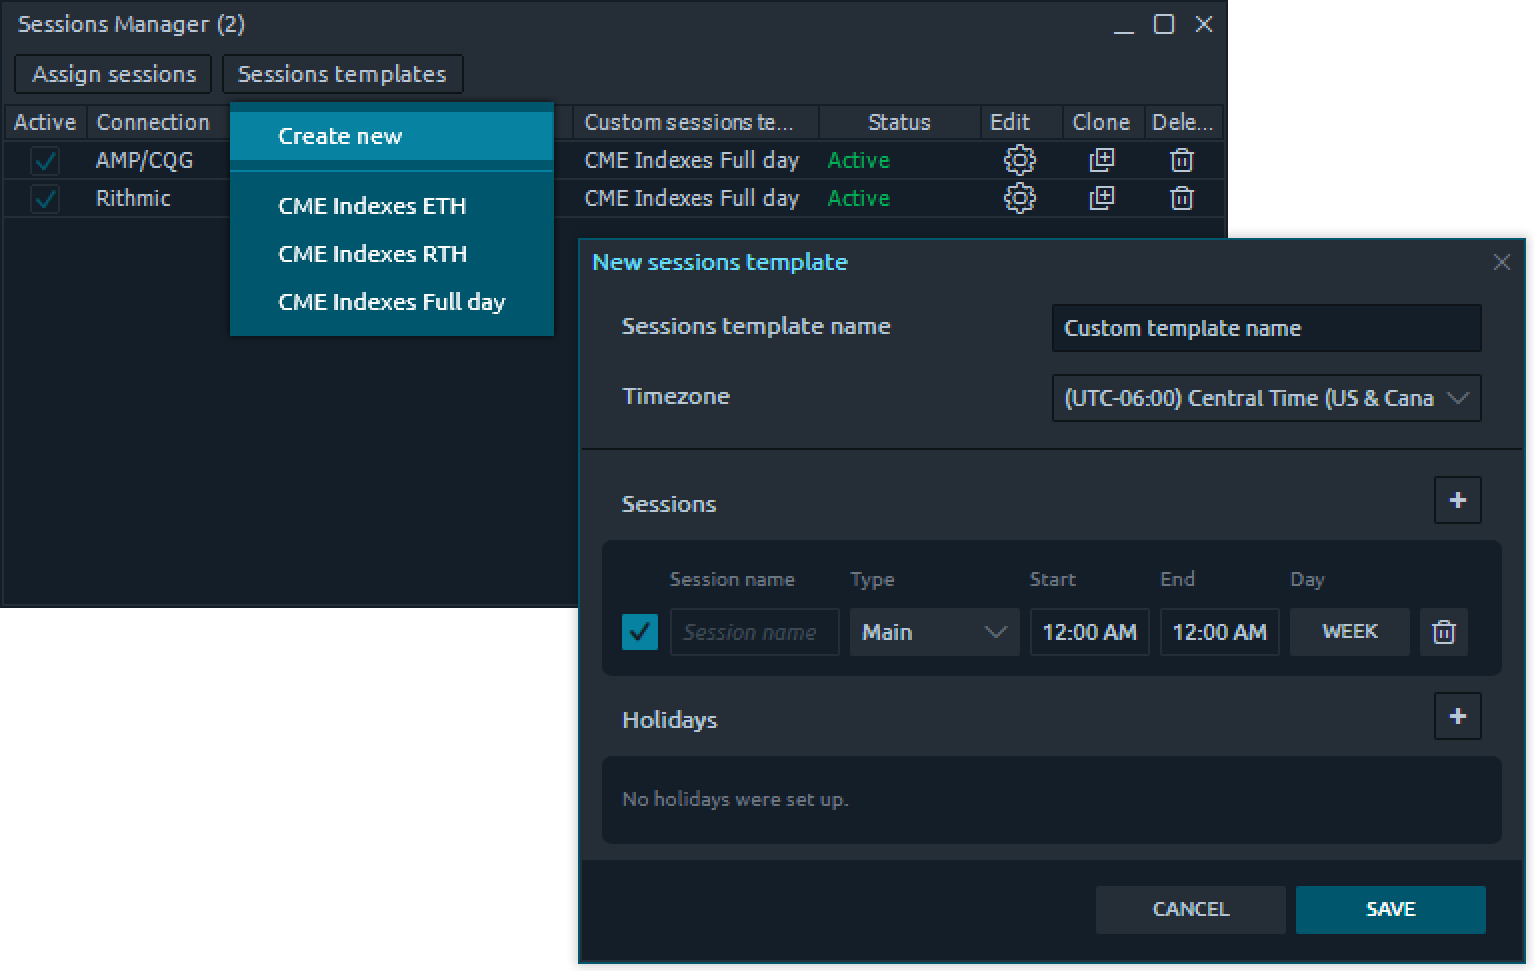 Sessions Manager (2)
Assign sessions Sessions templates
Active Connection Custom sessions te... Status Edit Clone Dele...
AMP/CQG CME Indexes Full day Active
Rithmic CME Indexes Full day Active
Create new
CME Indexes ETH
CME Indexes RTH
CME Indexes Full day
New sessions template
Sessions template name Custom template name
Timezone (UTC-06:00) Central Time (US & Cana
Sessions +
Session name Type Start End Day
Session name Main 12:00 AM 12:00 AM WEEK
Holidays +
No holidays were set up.
CANCEL SAVE